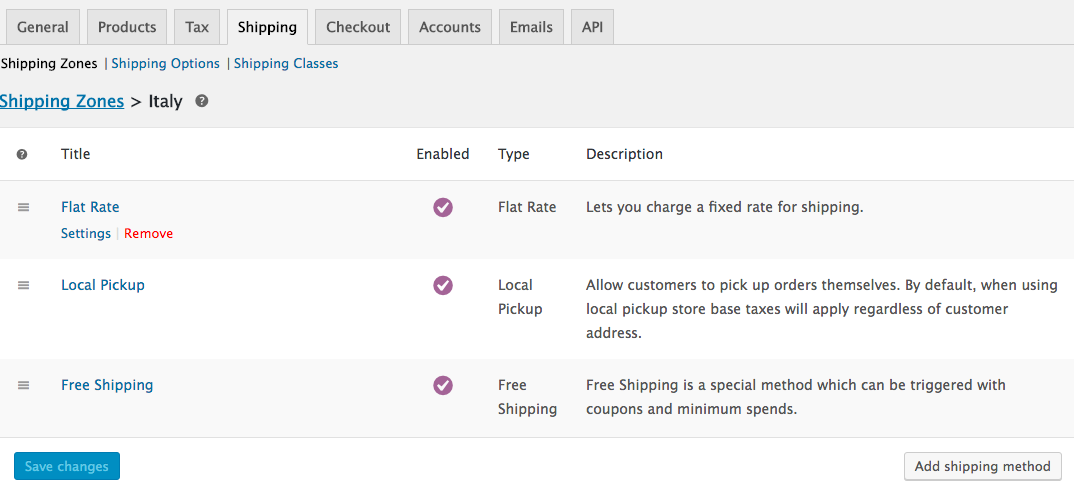 General Products Tax Shipping Checkout Accounts Emails API
Shipping Zones | Shipping Options | Shipping Classes
Shipping Zones > Italy ?
? Title Enabled Type Description
Flat Rate Flat Rate Lets you charge a fixed rate for shipping.
Settings | Remove
Local Pickup Local Allow customers to pick up orders themselves. By default, when using
Pickup local pickup store base taxes will apply regardless of customer
address.
Free Shipping Free Free Shipping is a special method which can be triggered with
Shipping coupons and minimum spends.
Save changes Add shipping method